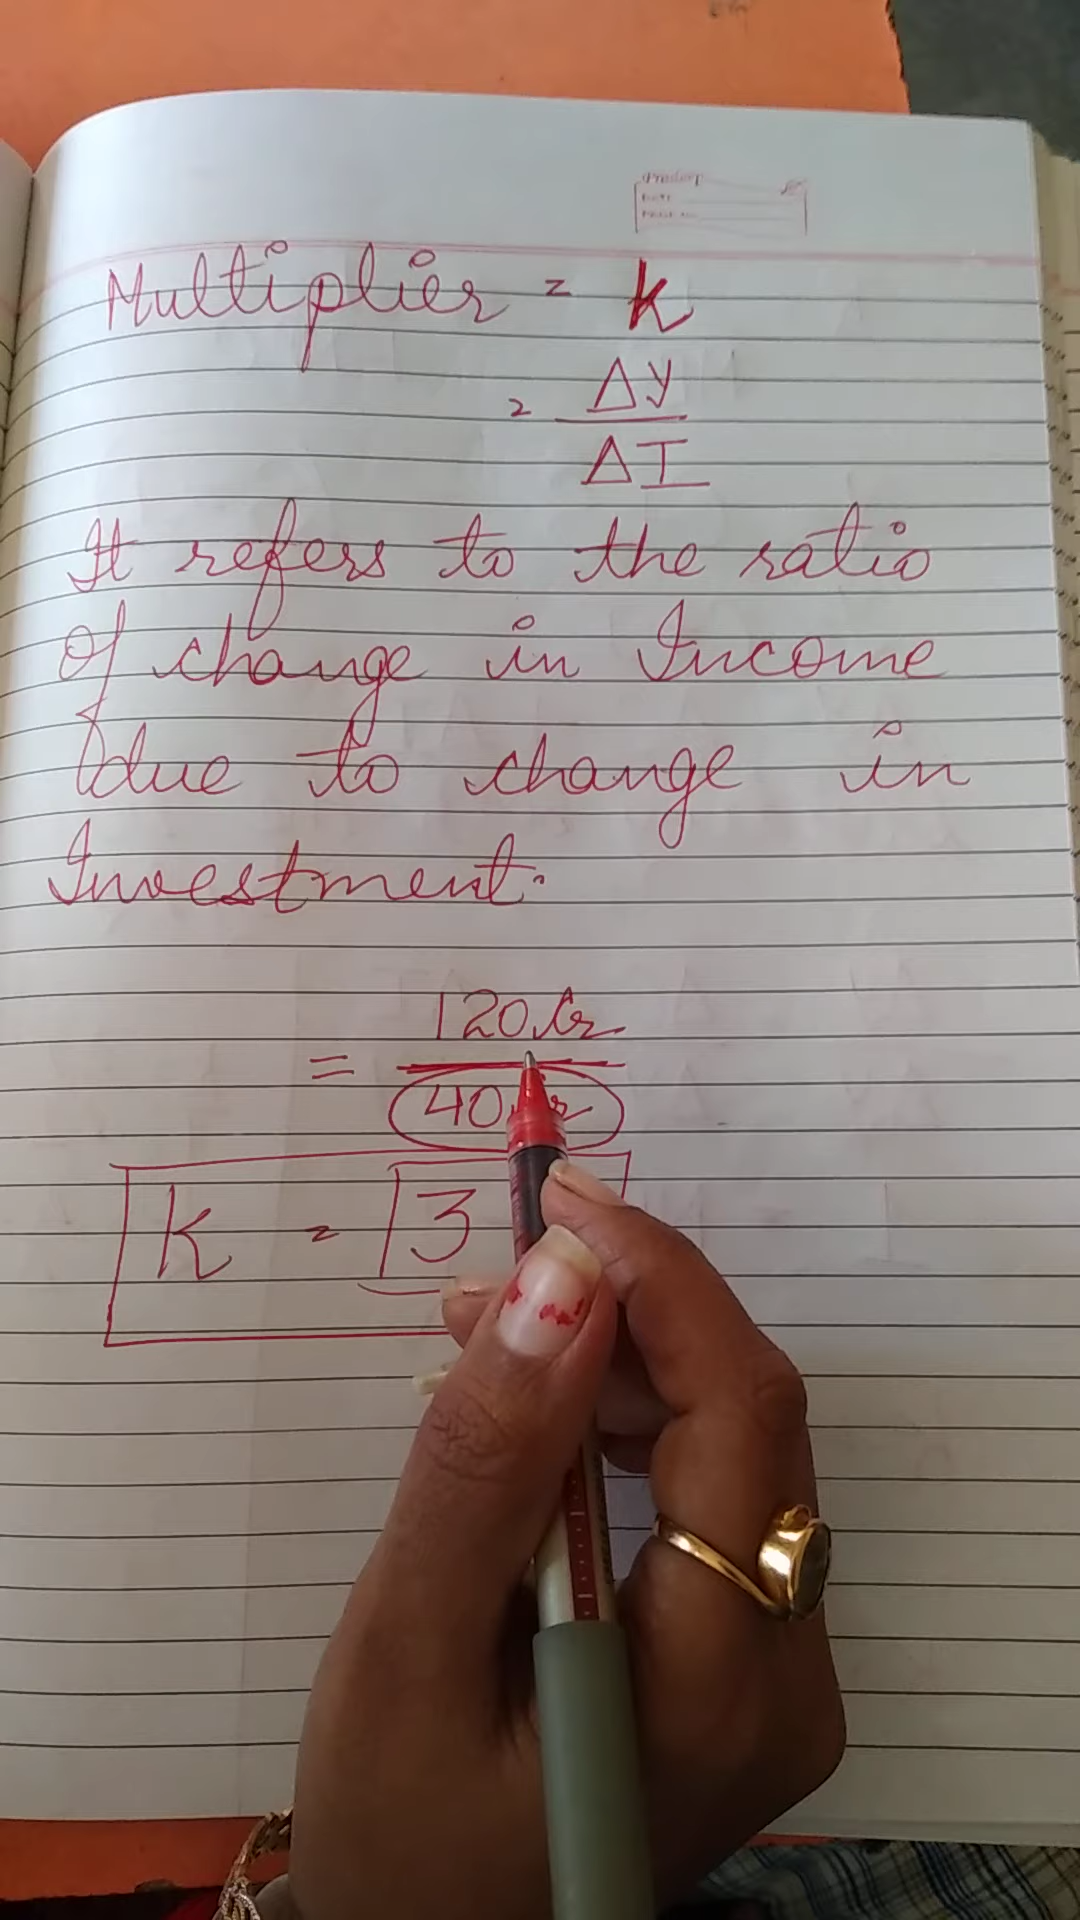 Multiplier = k
= ΔY
ΔI
It refers to the ratio
of change in Income
due to change in
Investment.
= 120 Cr
40 Cr
K = 3